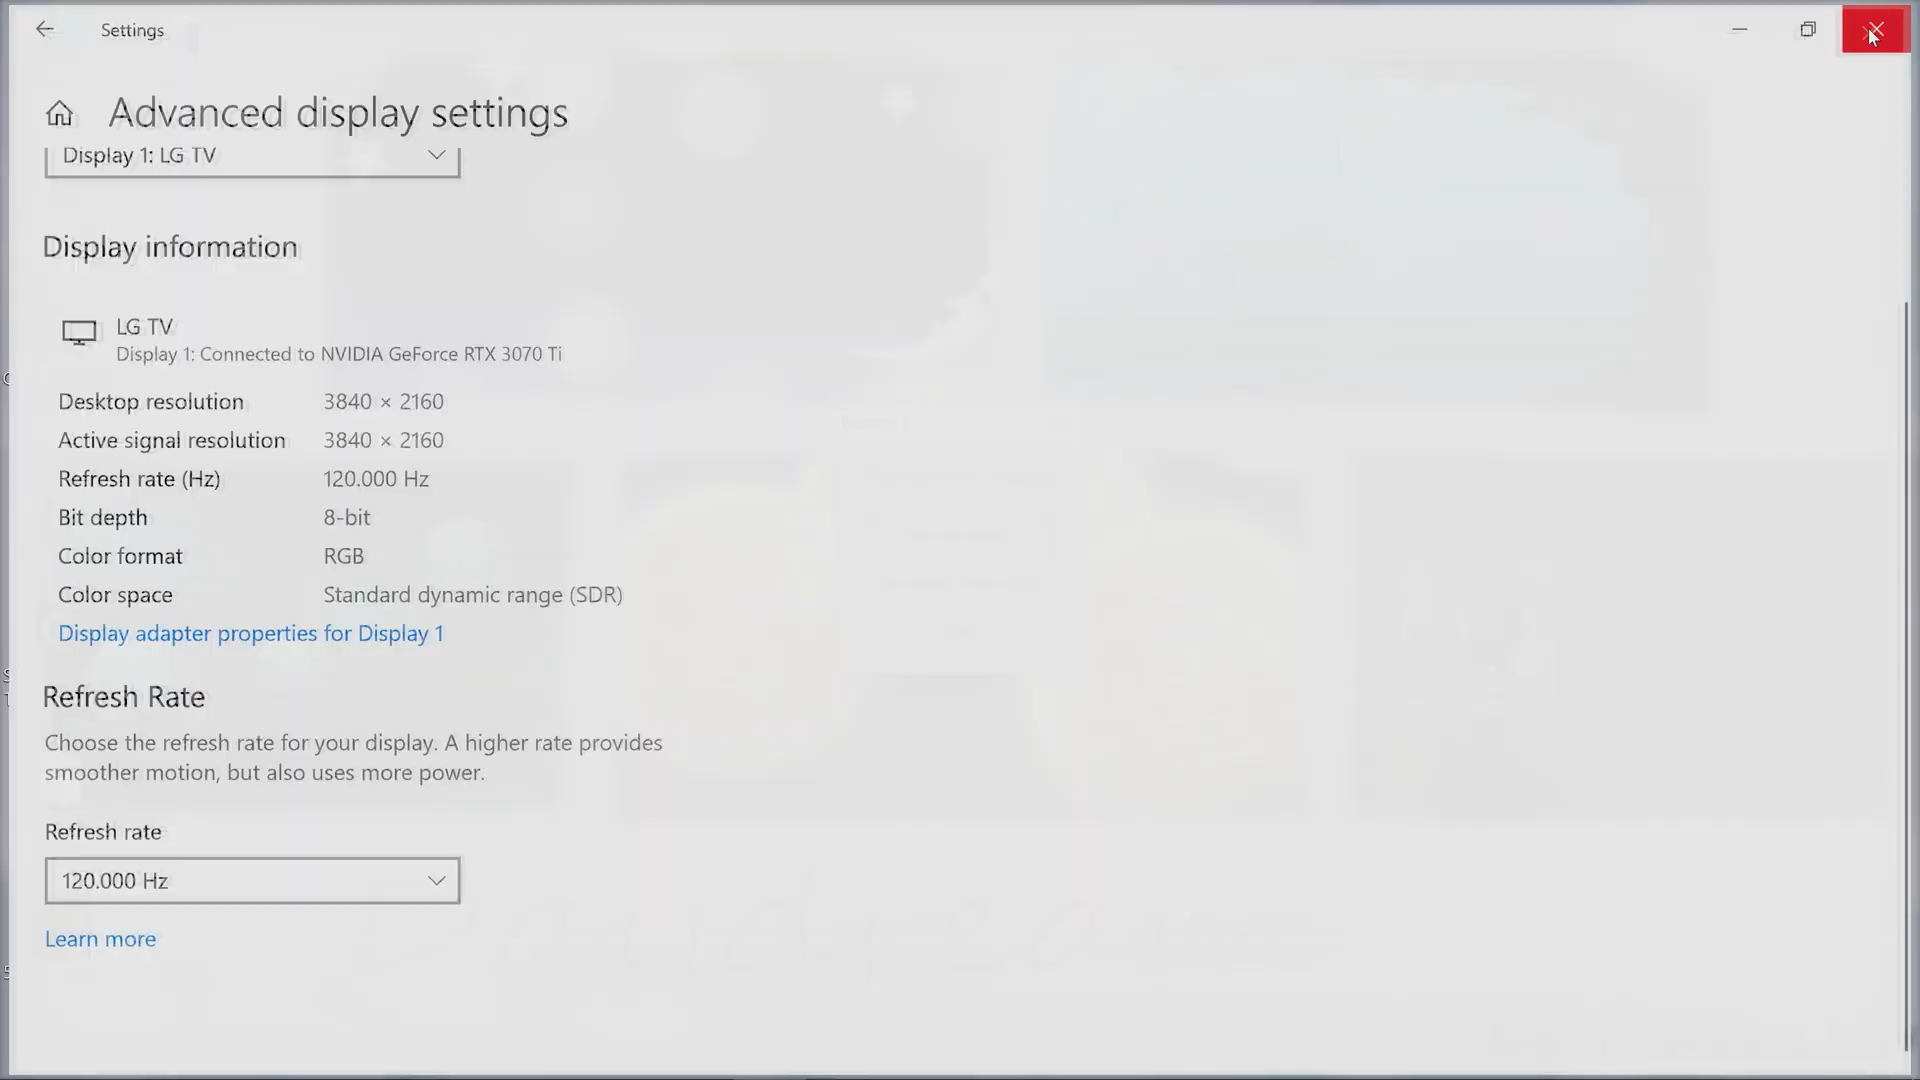 Settings
Advanced display settings
Display 1: LG TV
Display information
LG TV
Display 1: Connected to NVIDIA GeForce RTX 3070 Ti
Desktop resolution 3840 × 2160
Active signal resolution 3840 × 2160
Refresh rate (Hz) 120.000 Hz
Bit depth 8-bit
Color format RGB
Color space Standard dynamic range (SDR)
Display adapter properties for Display 1
Refresh Rate
Choose the refresh rate for your display. A higher rate provides
smoother motion, but also uses more power.
Refresh rate
120.000 Hz
Learn more